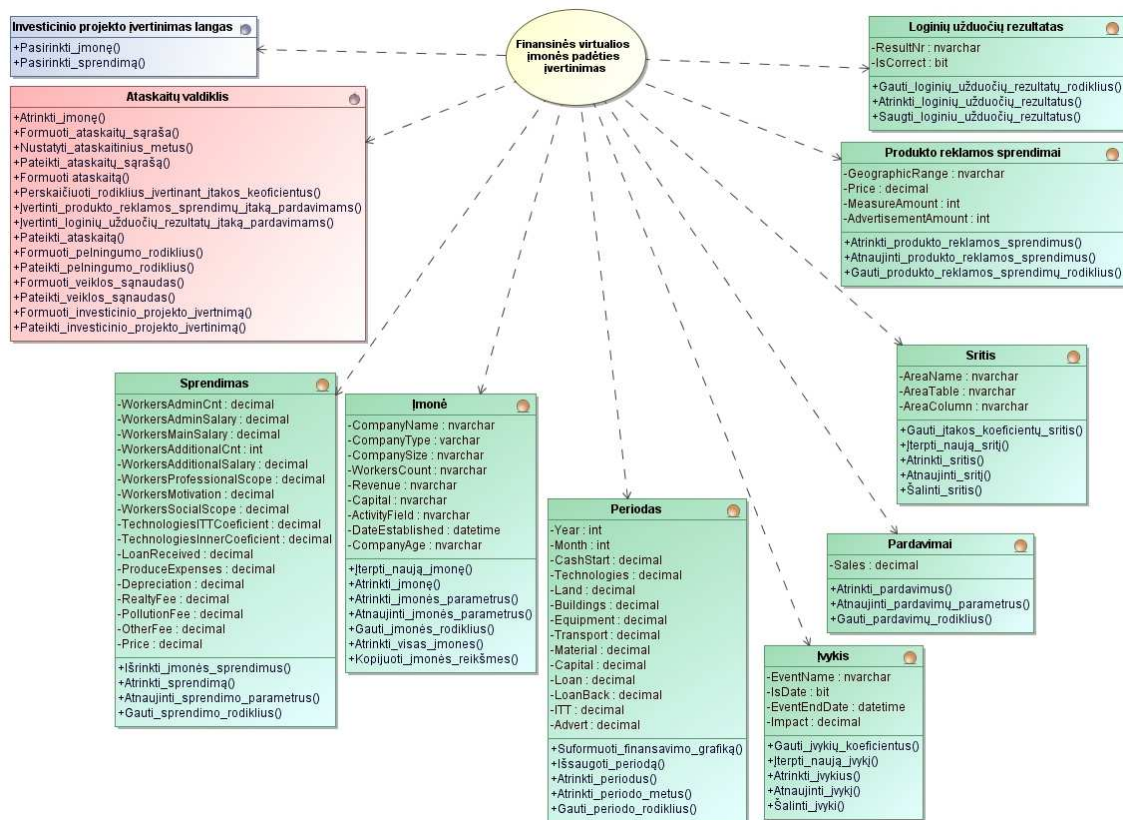 Investicinio projekto įvertinimas langas
+Pasirinkti_įmonę()
+Pasirinkti_sprendimą()
Finansinės virtualios
įmonės padėties
įvertinimas
Loginių užduočių rezultatas
-ResultNr : nvarchar
-IsCorrect : bit
+Gauti_loginių_užduočių_rezultatų_rodiklius()
+Atrinkti_loginių_užduočių_rezultatus()
+Saugti_loginiu_užduočių_rezultatus()
Ataskaitų valdiklis
+Atrinkti_įmonę()
+Formuoti_ataskaitų_sąraša()
+Nustatyti_ataskaitinius_metus()
+Pateikti_ataskaitų_sąrašą()
+Formuoti ataskaitą()
+Perskaičiuoti_rodiklius_įvertinant_įtakos_keoficientus()
+Įvertinti_produkto_reklamos_sprendimų_įtaką_pardavimams()
+Įvertinti_loginių_užduočių_rezultatų_įtaką_pardavimams()
+Pateikti_ataskaitą()
+Formuoti_pelningumo_rodiklius()
+Pateikti_pelningumo_rodiklius()
+Formuoti_veiklos_sąnaudas()
+Pateikti_veiklos_sąnaudas()
+Formuoti_investicinio_projekto_įvertnimą()
+Pateikti_investicinio_projekto_įvertinimą()
Produkto reklamos sprendimai
-GeographicRange : nvarchar
-Price : decimal
-MeasureAmount : int
-AdvertisementAmount : int
+Atrinkti_produkto_reklamos_sprendimus()
+Atnaujinti_produkto_reklamos_sprendimus()
+Gauti_produkto_reklamos_sprendimų_rodiklius()
Sritis
-AreaName : nvarchar
-AreaTable : nvarchar
-AreaColumn : nvarchar
+Gauti_įtakos_koeficientų_sritis()
+Įterpti_naują_sritį()
+Atrinkti_sritis()
+Atnaujinti_sritį()
+Šalinti_sritis()
Sprendimas
-WorkersAdminCnt : decimal
-WorkersAdminSalary : decimal
-WorkersMainSalary : decimal
-WorkersAdditionalCnt : int
-WorkersAdditionalSalary : decimal
-WorkersProfessionalScope : decimal
-WorkersMotivation : decimal
-WorkersSocialScope : decimal
-TechnologiesITTCoeficient : decimal
-TechnologiesInnerCoeficient : decimal
-LoanReceived : decimal
-ProduceExpenses : decimal
-Depreciation : decimal
-RealtyFee : decimal
-PollutionFee : decimal
-OtherFee : decimal
-Price : decimal
+Išrinkti_įmonės_sprendimus()
+Atrinkti_sprendimą()
+Atnaujinti_sprendimo_parametrus()
+Gauti_sprendimo_rodiklius()
Įmonė
-CompanyName : nvarchar
-CompanyType : varchar
-CompanySize : nvarchar
-WorkersCount : nvarchar
-Revenue : nvarchar
-Capital : nvarchar
-ActivityField : nvarchar
-DateEstablished : datetime
-CompanyAge : nvarchar
+Įterpti_naują_įmonę()
+Atrinkti_įmonę()
+Atrinkti_įmonės_parametrus()
+Atnaujinti_įmonės_parametrus()
+Gauti_įmonės_rodiklius()
+Atrinkti_visas_įmones()
+Kopijuoti_įmonės_reikšmes()
Periodas
-Year : int
-Month : int
-CashStart : decimal
-Technologies : decimal
-Land : decimal
-Buildings : decimal
-Equipment : decimal
-Transport : decimal
-Material : decimal
-Capital : decimal
-Loan : decimal
-LoanBack : decimal
-ITT : decimal
-Advert : decimal
+Suformuoti_finansavimo_grafiką()
+Išsaugoti_periodą()
+Atrinkti_periodus()
+Atrinkti_periodo_metus()
+Gauti_periodo_rodiklius()
Pardavimai
-Sales : decimal
+Atrinkti_pardavimus()
+Atnaujinti_pardavimų_parametrus()
+Gauti_pardavimų_rodiklius()
Įvykis
-EventName : nvarchar
-IsDate : bit
-EventEndDate : datetime
-Impact : decimal
+Gauti_įvykių_koeficientus()
+Įterpti_naują_įvykį()
+Atrinkti_įvykius()
+Atnaujinti_įvykį()
+Šalinti_įvyki()